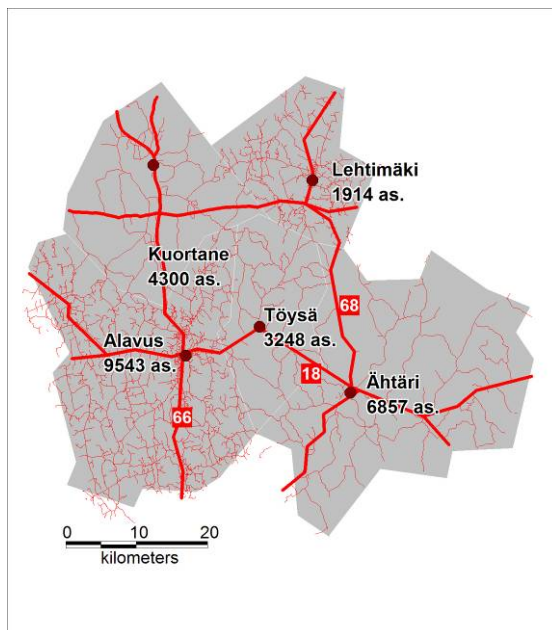 Lehtimäki
1914 as.
Kuortane
4300 as.
68
Töysä
3248 as.
Alavus
9543 as.
18
Ähtäri
6857 as.
66
0 10 20
kilometers